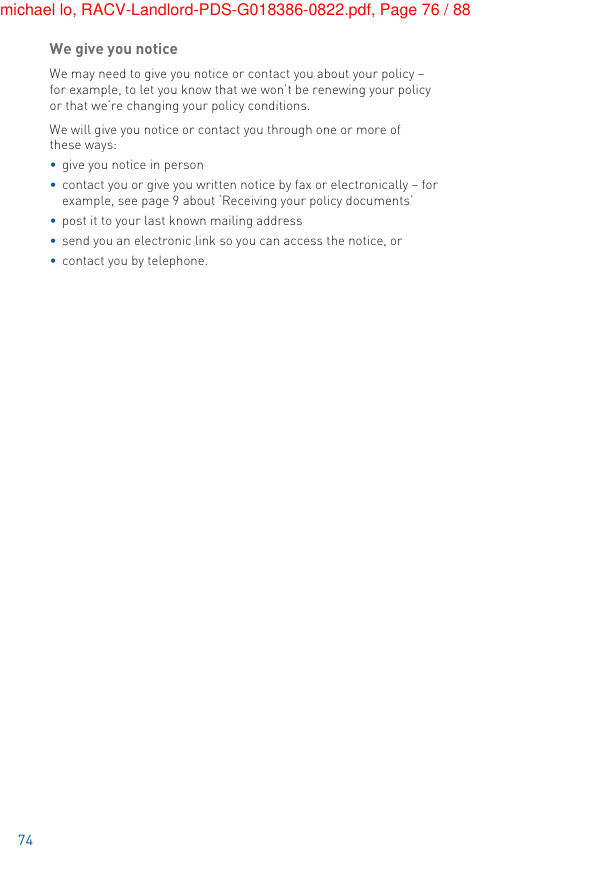 michael lo, RACV-Landlord-PDS-G018386-0822.pdf, Page 76 / 88
We give you notice
We may need to give you notice or contact you about your policy –
for example, to let you know that we won't be renewing your policy
or that we're changing your policy conditions.
We will give you notice or contact you through one or more of
these ways:
• give you notice in person
• contact you or give you written notice by fax or electronically – for
example, see page 9 about 'Receiving your policy documents'
• post it to your last known mailing address
• send you an electronic link so you can access the notice, or
• contact you by telephone.
74